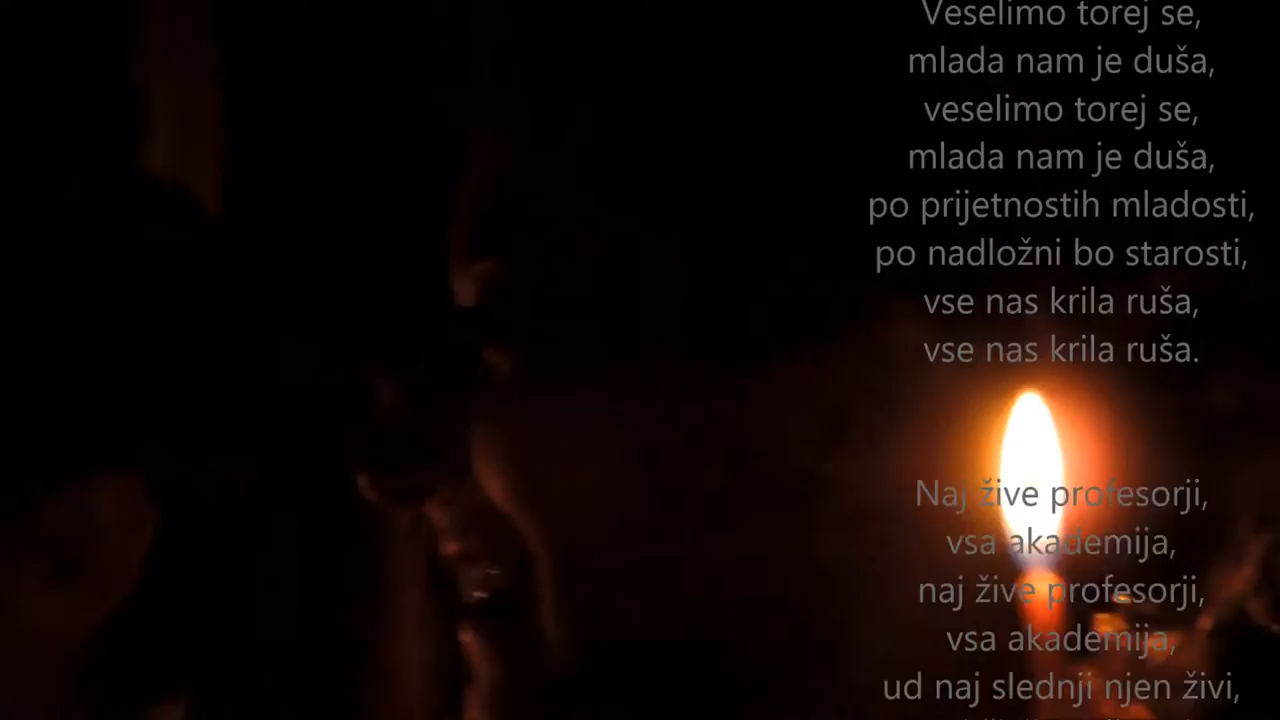 Veselimo torej se,
mlada nam je duša,
veselimo torej se,
mlada nam je duša,
po prijetnostih mladosti,
po nadložni bo starosti,
vse nas krila ruša,
vse nas krila ruša.
Naj žive profesorji,
vsa akademija,
naj žive profesorji,
vsa akademija,
ud naj slednji njen živi,